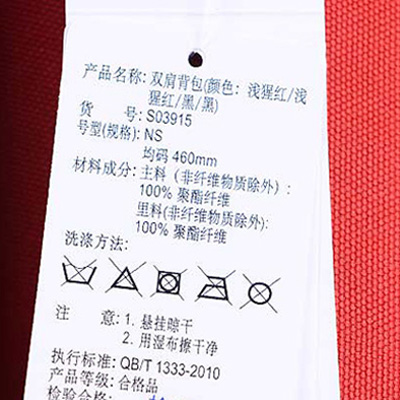 产品名称: 双肩背包(颜色: 浅猩红/浅
猩红/黑/黑)
货 号: S03915
号型(规格): NS
均码 460mm
材料成分: 主料 (非纤维物质除外):
100% 聚酯纤维
里料(非纤维物质除外):
100% 聚酯纤维
洗涤方法:
注 意: 1. 悬挂晾干
2. 用湿布擦干净
执行标准: QB/T 1333-2010
产品等级: 合格品
检验合格: